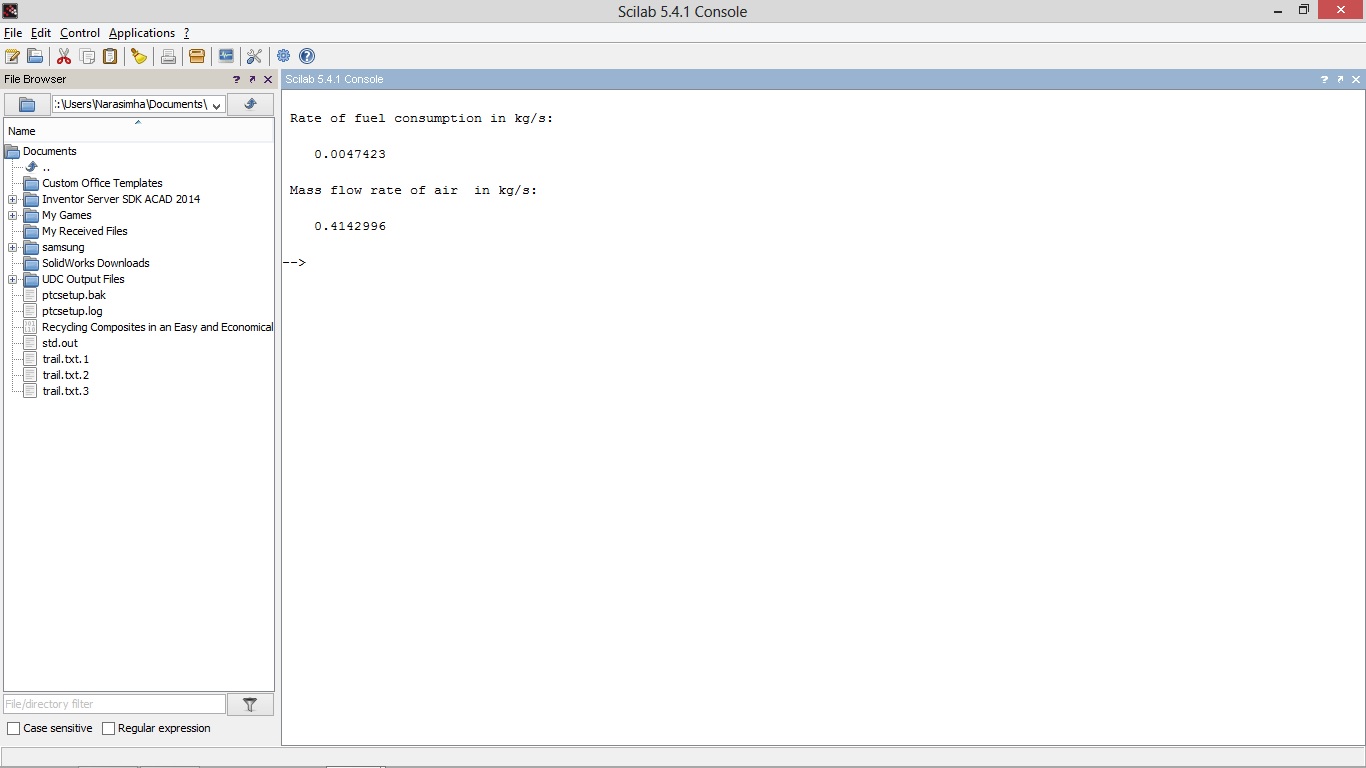 Scilab 5.4.1 Console
File Edit Control Applications ?
File Browser
? ↗ ✕
Scilab 5.4.1 Console
? ↗ ✕
:\Users\Narasimha\Documents\
Name
Documents
..
Custom Office Templates
Inventor Server SDK ACAD 2014
My Games
My Received Files
samsung
SolidWorks Downloads
UDC Output Files
ptcsetup.bak
ptcsetup.log
Recycling Composites in an Easy and Economical
std.out
trail.txt.1
trail.txt.2
trail.txt.3
File/directory filter
Case sensitive Regular expression
Rate of fuel consumption in kg/s:
0.0047423
Mass flow rate of air  in kg/s:
0.4142996
-->